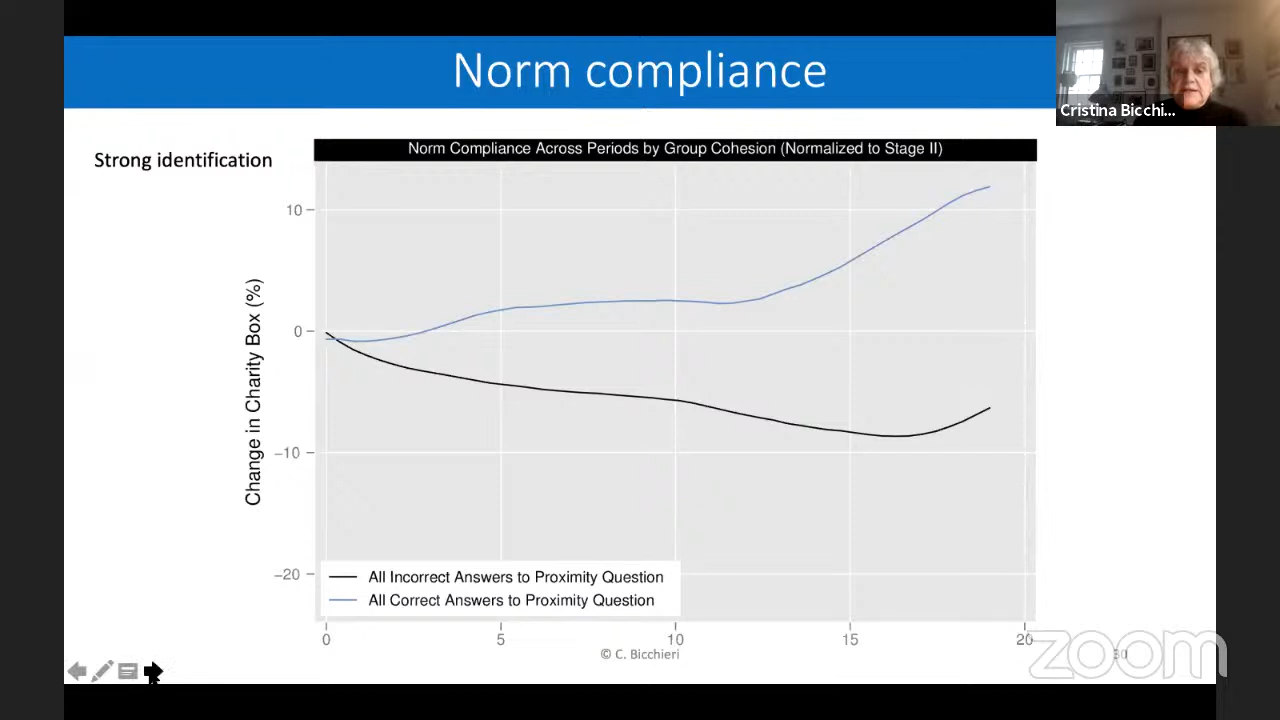 Norm compliance
Cristina Bicchi...
Strong identification
Norm Compliance Across Periods by Group Cohesion (Normalized to Stage II)
Change in Charity Box (%)
10
0
−10
−20
All Incorrect Answers to Proximity Question
All Correct Answers to Proximity Question
0 5 10 15 20
© C. Bicchieri
30
zoom